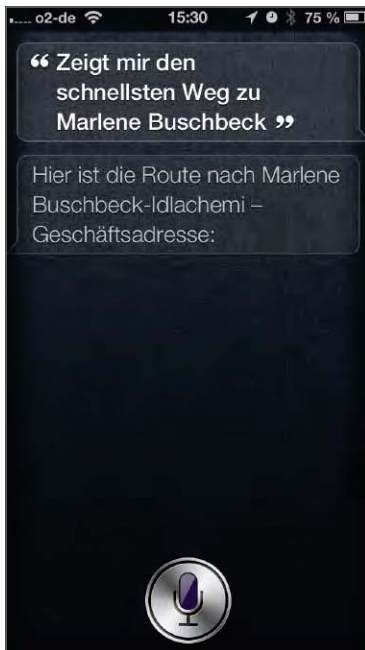 o2-de 15:30 75 %
“ Zeigt mir den
schnellsten Weg zu
Marlene Buschbeck ”
Hier ist die Route nach Marlene
Buschbeck-Idlachemi –
Geschäftsadresse: